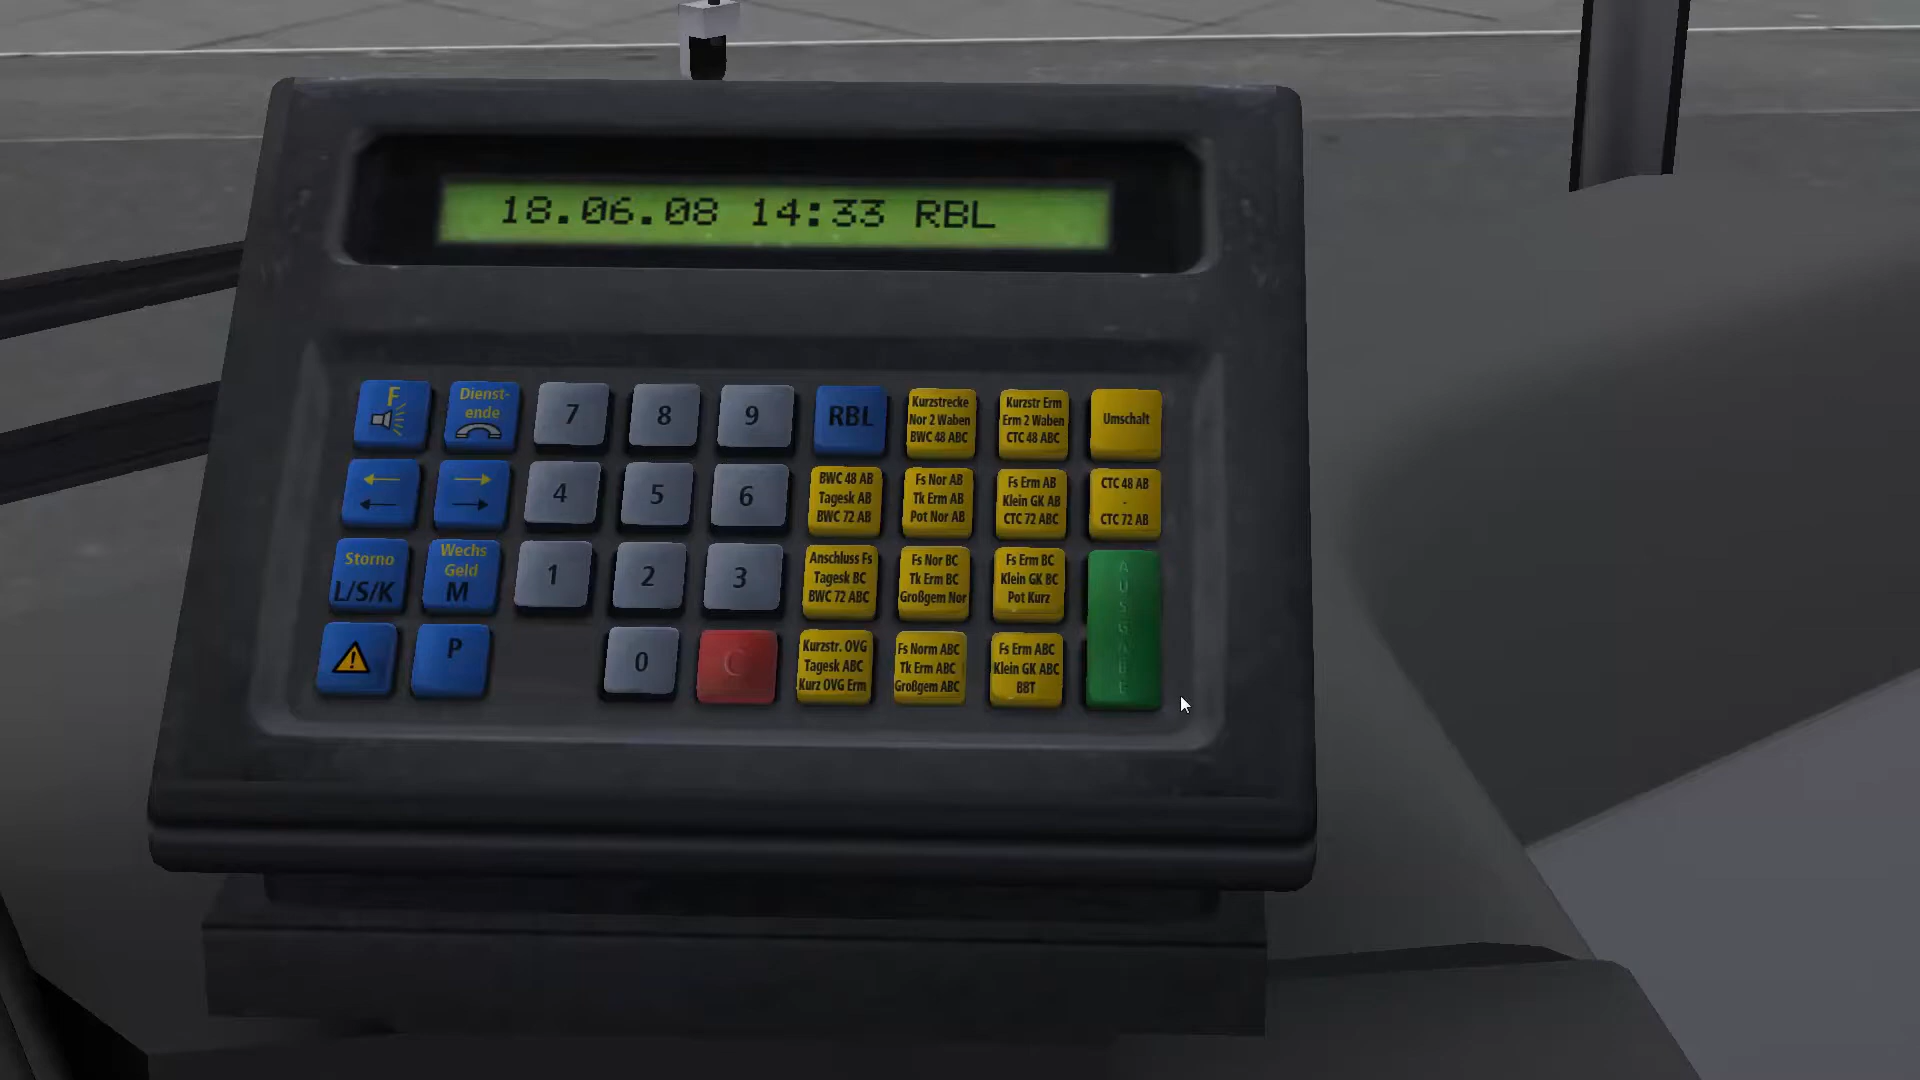 18.06.08 14:33 RBL
F
Dienst-
ende
7
8
9
RBL
Kurzstrecke
Nor 2 Waben
BWC 48 ABC
Kurzstr Erm
Erm 2 Waben
CTC 48 ABC
Umschalt
4
5
6
BWC 48 AB
Tagesk AB
BWC 72 AB
Fs Nor AB
Tk Erm AB
Pot Nor AB
Fs Erm AB
Klein GK AB
CTC 72 ABC
CTC 48 AB
-
CTC 72 AB
Storno
L/S/K
Wechs
Geld
M
1
2
3
Anschluss Fs
Tagesk BC
BWC 72 ABC
Fs Nor BC
Tk Erm BC
Großgem Nor
Fs Erm BC
Klein GK BC
Pot Kurz
AUSGABE
P
0
C
Kurzstr. OVG
Tagesk ABC
Kurz OVG Erm
Fs Norm ABC
Tk Erm ABC
Großgem ABC
Fs Erm ABC
Klein GK ABC
BBT